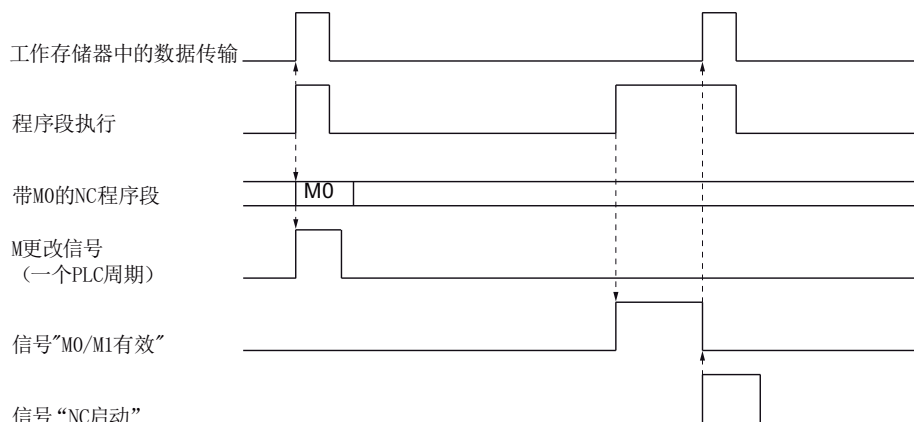 工作存储器中的数据传输
程序段执行
带M0的NC程序段
M0
M更改信号
（一个PLC周期）
信号"M0/M1有效"
信号“NC启动”